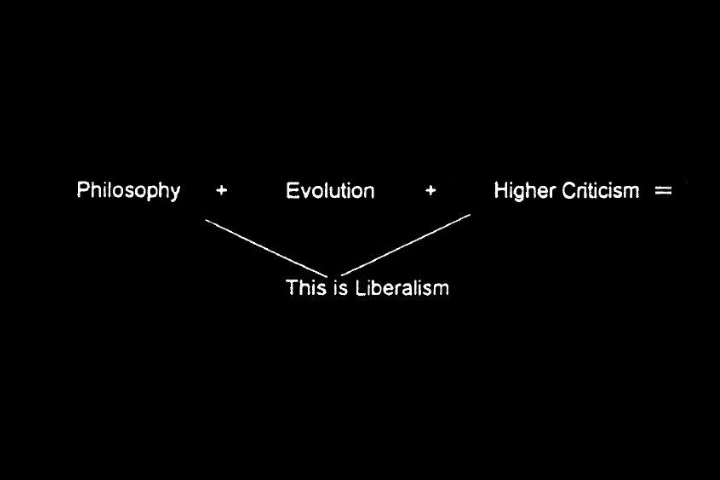 Philosophy + Evolution + Higher Criticism =
This is Liberalism